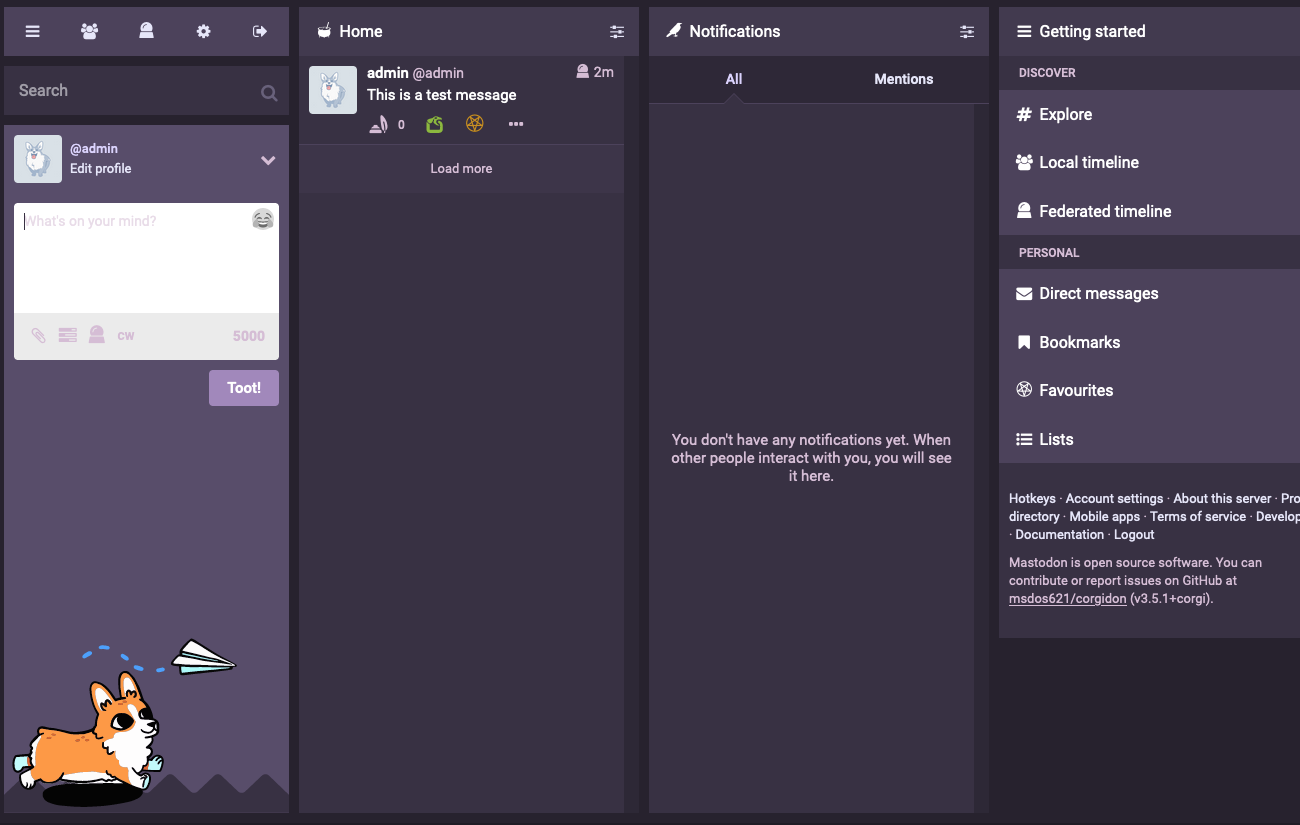 Search
@admin
Edit profile
What's on your mind?
CW
5000
Toot!
Home
admin @admin
2m
This is a test message
0
Load more
Notifications
All
Mentions
You don't have any notifications yet. When
other people interact with you, you will see
it here.
Getting started
DISCOVER
Explore
Local timeline
Federated timeline
PERSONAL
Direct messages
Bookmarks
Favourites
Lists
Hotkeys · Account settings · About this server · Pro
directory · Mobile apps · Terms of service · Develop
· Documentation · Logout
Mastodon is open source software. You can
contribute or report issues on GitHub at
msdos621/corgidon (v3.5.1+corgi).